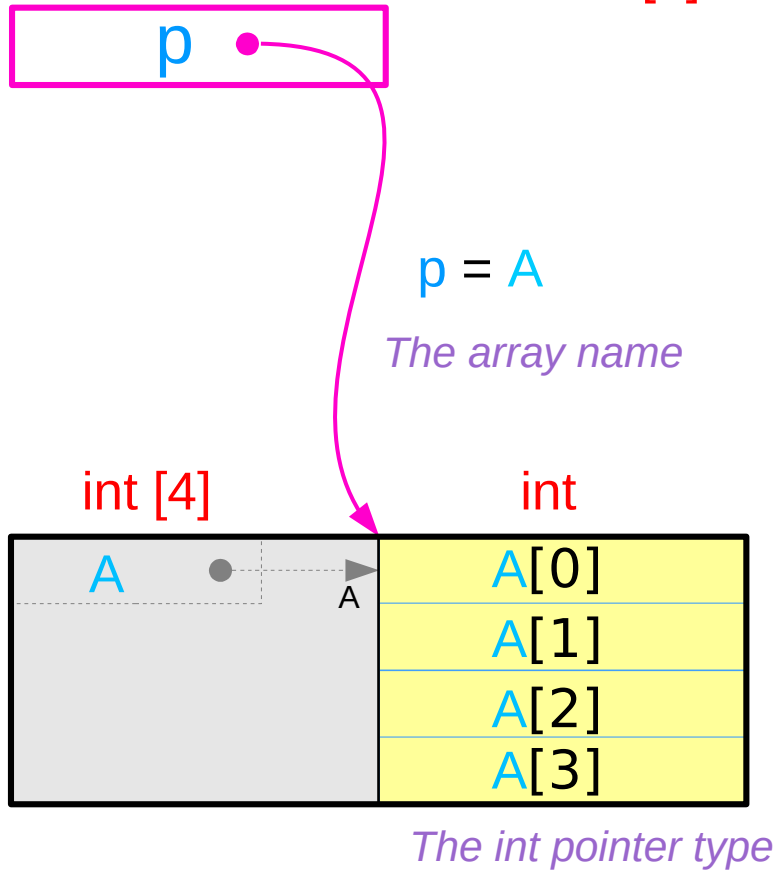 p
p = A
The array name
int [4]
int
A
A
A[0]
A[1]
A[2]
A[3]
The int pointer type